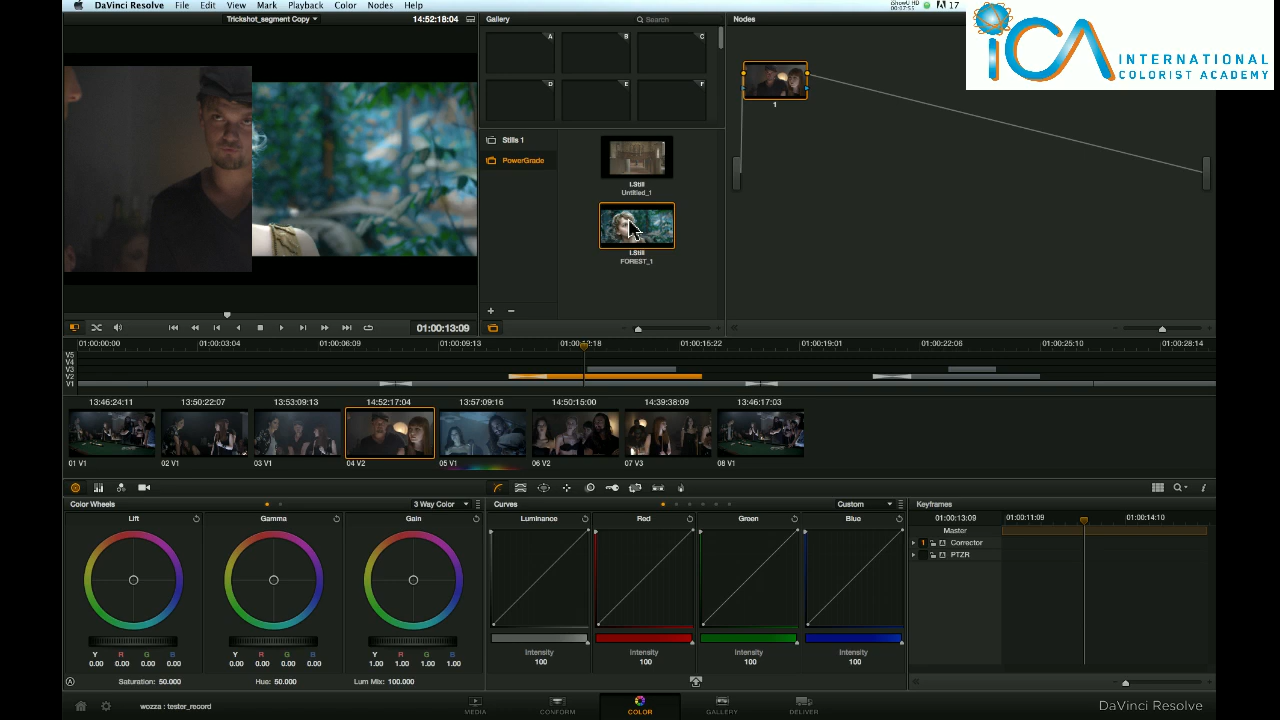 DaVinci Resolve File Edit View Mark Playback Color Nodes Help
17
iCA INTERNATIONAL
COLORIST ACADEMY
Trickshot_segment Copy 14:52:18:04
Gallery Search
Nodes
A B C
D E F
1
Stills 1
PowerGrade
I.Still
Untitled_1
I.Still
FOREST_1
01:00:13:09
01:00:00:00 01:00:03:04 01:00:06:09 01:00:09:13 01:00:15:22 01:00:19:01 01:00:22:06 01:00:25:10 01:00:28:14
V5
V4
V3
V2
V1
13:46:24:11 13:50:22:07 13:53:09:13 14:52:17:04 13:57:09:16 14:50:15:00 14:39:38:09 13:46:17:03
01 V1 02 V1 03 V1 04 V2 05 V1 06 V2 07 V3 08 V1
Color Wheels 3 Way Color
Lift Gamma Gain
Y R G B Y R G B Y R G B
0.00 0.00 0.00 0.00 0.00 0.00 0.00 0.00 1.00 1.00 1.00 1.00
Saturation: 50.000 Hue: 50.000 Lum Mix: 100.000
Curves Custom
Luminance Red Green Blue
Intensity Intensity Intensity Intensity
100 100 100 100
Keyframes
01:00:13:09 01:00:11:09 01:00:14:10
Master
1 Corrector
PTZR
wozza : tester_record
MEDIA CONFORM COLOR GALLERY DELIVER
DaVinci Resolve